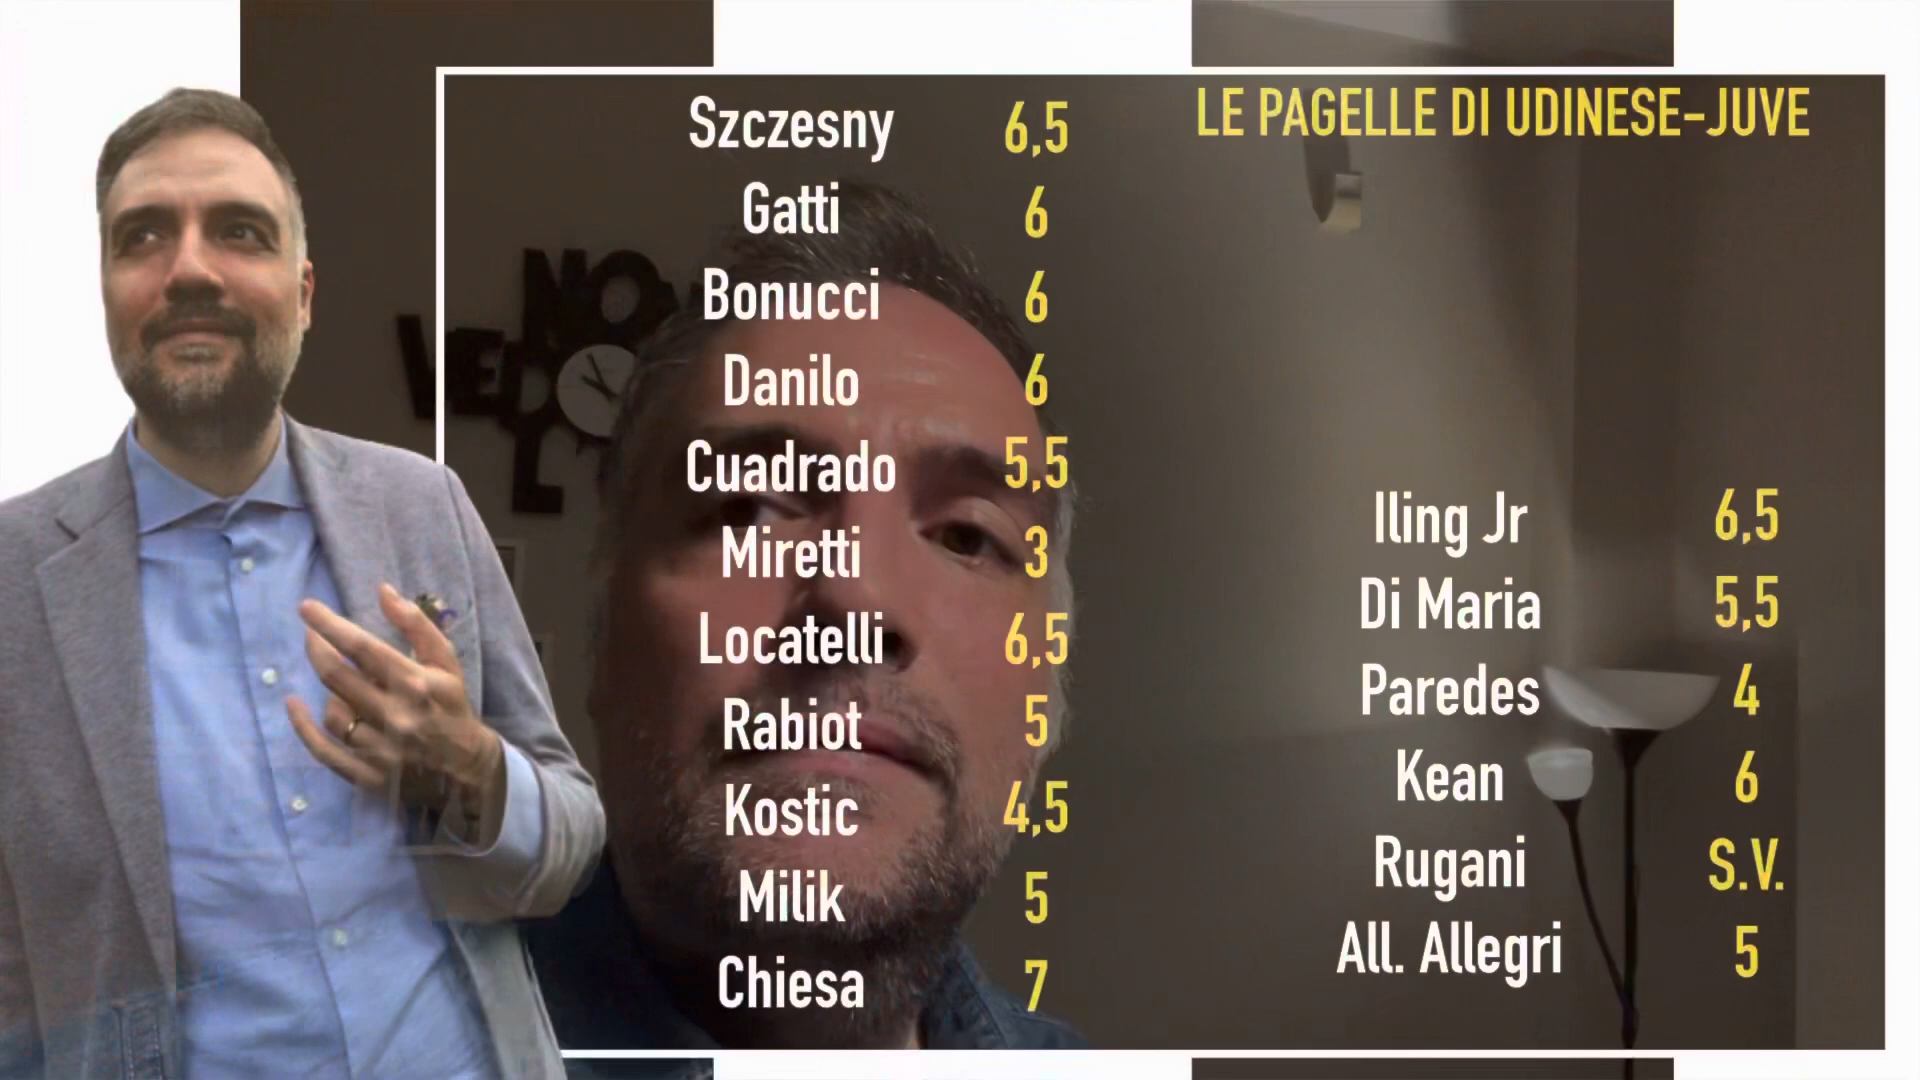 LE PAGELLE DI UDINESE-JUVE
Szczesny 6,5
Gatti 6
Bonucci 6
Danilo 6
Cuadrado 5,5
Miretti 3
Locatelli 6,5
Rabiot 5
Kostic 4,5
Milik 5
Chiesa 7
Iling Jr 6,5
Di Maria 5,5
Paredes 4
Kean 6
Rugani S.V.
All. Allegri 5